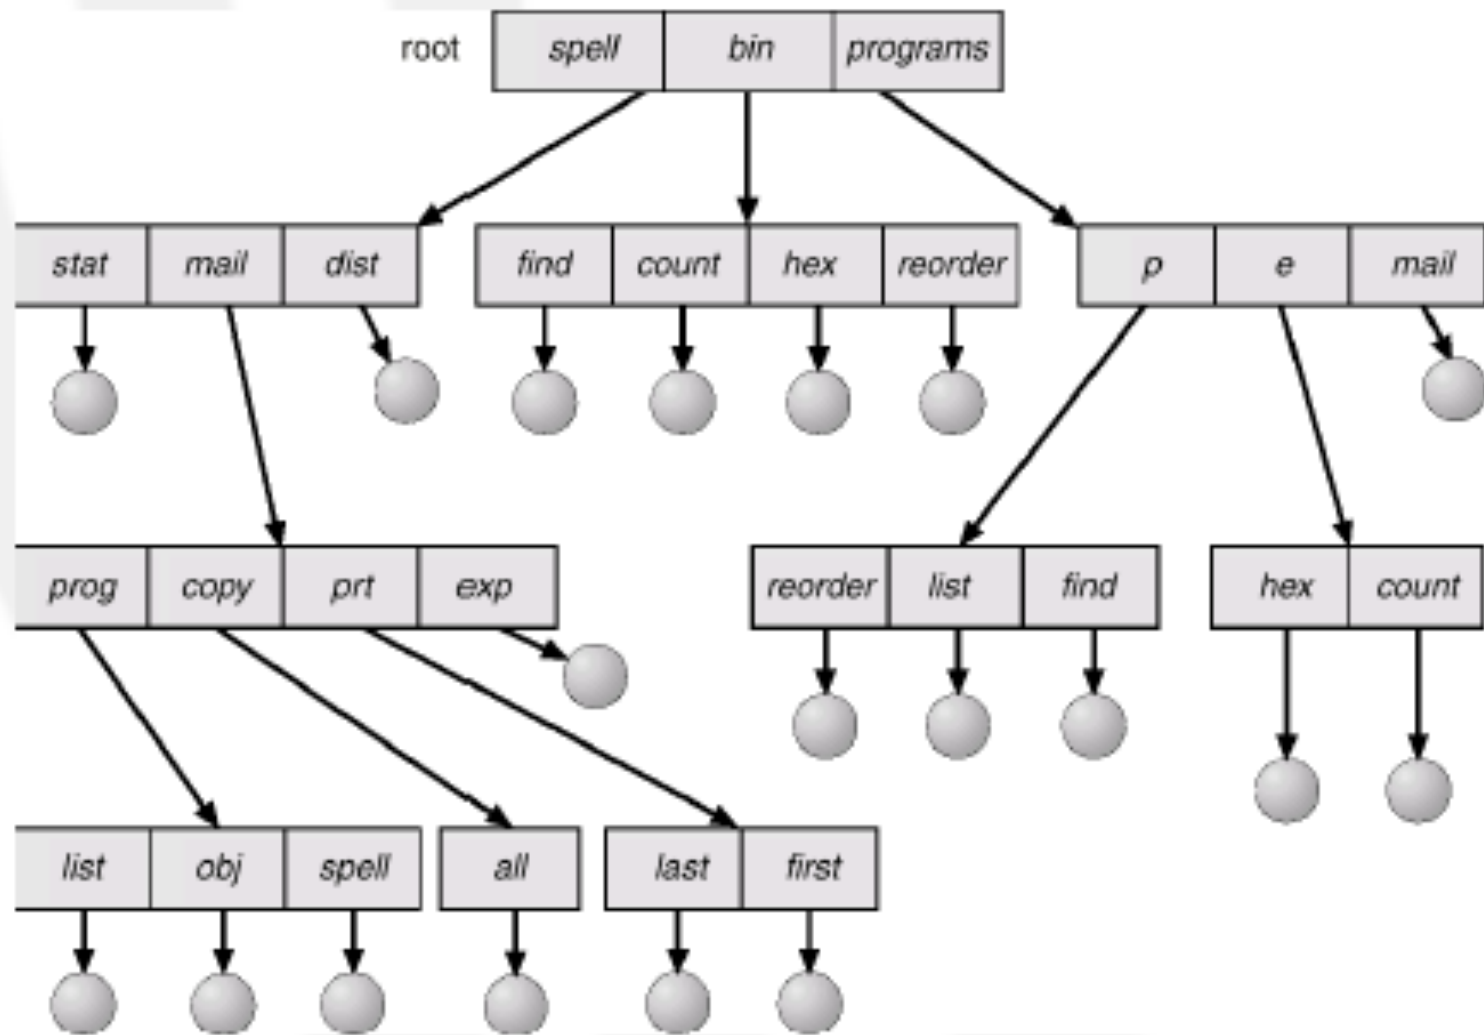 root spell bin programs
stat mail dist find count hex reorder p e mail
prog copy prt exp reorder list find hex count
list obj spell all last first